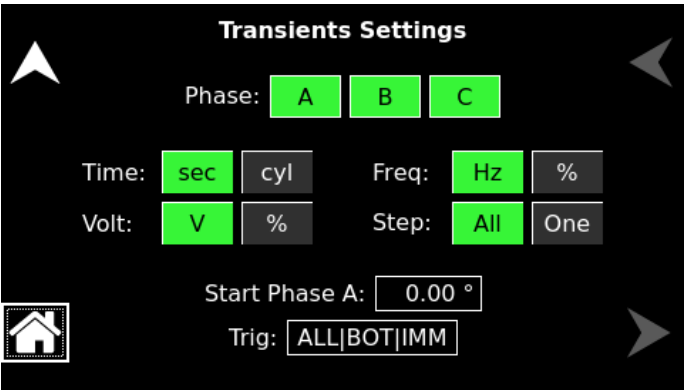 Transients Settings
Phase: A B C
Time: sec cyl Freq: Hz %
Volt: V % Step: All One
Start Phase A: 0.00 °
Trig: ALL|BOT|IMM